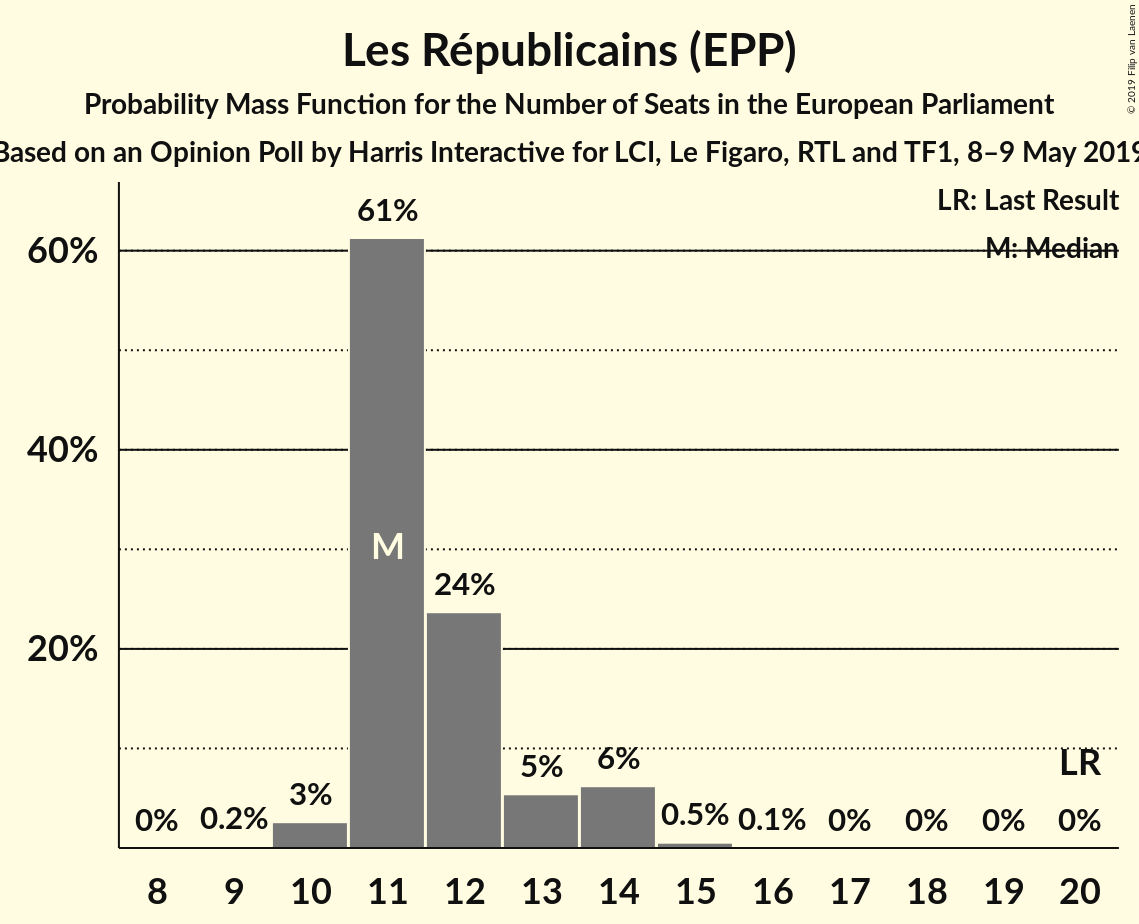 Les Républicains (EPP)
Probability Mass Function for the Number of Seats in the European Parliament
Based on an Opinion Poll by Harris Interactive for LCI, Le Figaro, RTL and TF1, 8–9 May 2019
© 2019 Filip van Laenen
LR: Last Result
M: Median
60%
40%
20%
0%
0.2%
3%
61%
M
24%
5%
6%
0.5%
0.1%
0%
0%
0%
LR
0%
8 9 10 11 12 13 14 15 16 17 18 19 20